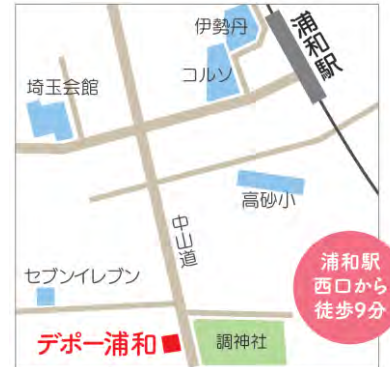 伊勢丹
浦和駅
コルソ
埼玉会館
高砂小
中山道
浦和駅
西口から
徒歩9分
セブンイレブン
デポー浦和
調神社